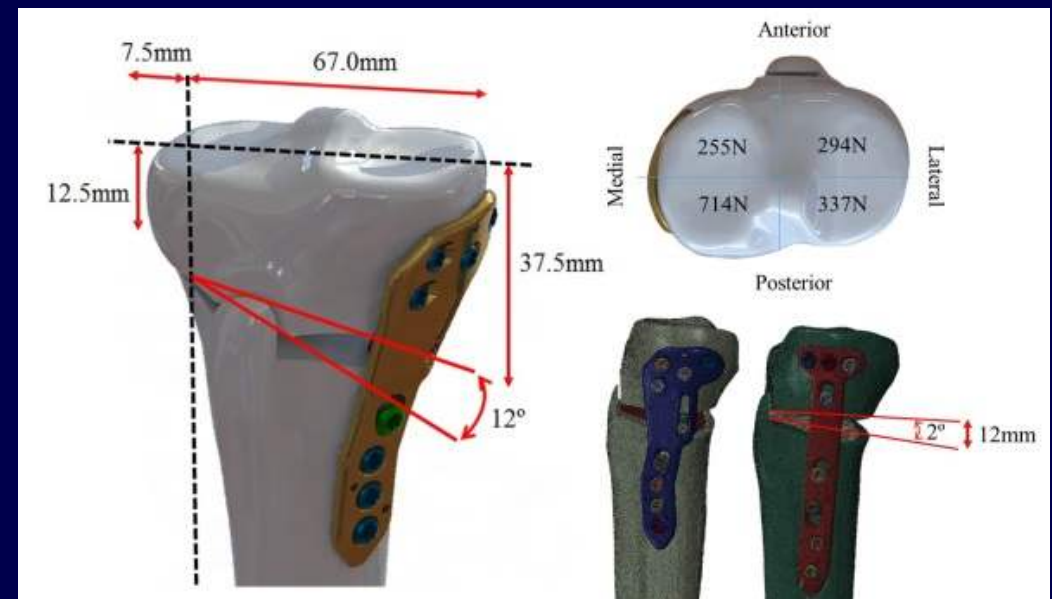 7.5mm
67.0mm
12.5mm
37.5mm
12º
Anterior
Medial
255N
294N
714N
337N
Lateral
Posterior
2º
12mm